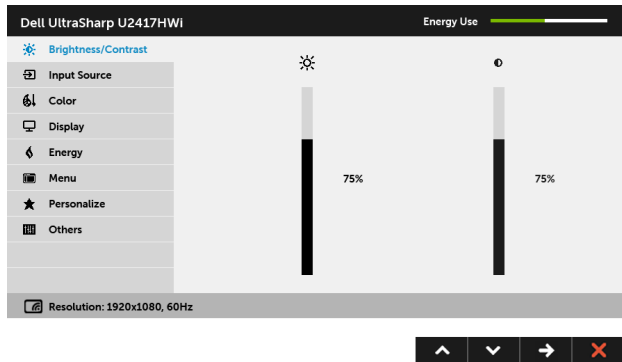 Dell UltraSharp U2417HWi
Energy Use
Brightness/Contrast
Input Source
Color
Display
Energy
Menu
Personalize
Others
75%
75%
Resolution: 1920x1080, 60Hz